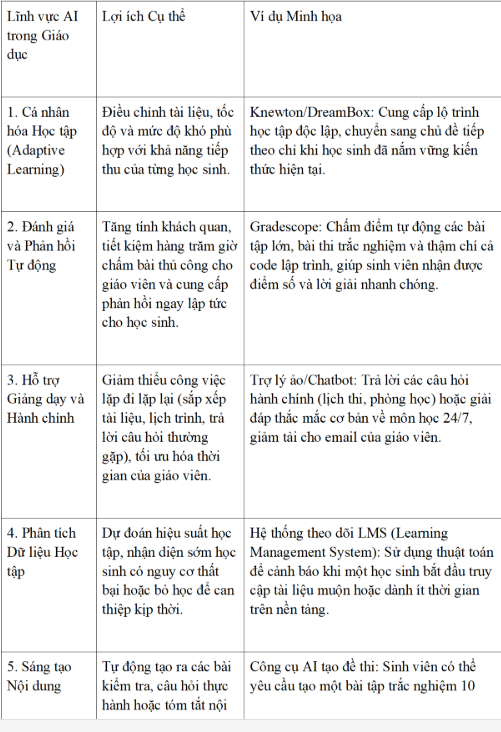 Lĩnh vực AI
trong Giáo
dục
Lợi ích Cụ thể
Ví dụ Minh họa
1. Cá nhân
hóa Học tập
(Adaptive
Learning)
Điều chỉnh tài liệu, tốc
độ và mức độ khó phù
hợp với khả năng tiếp
thu của từng học sinh.
Knewton/DreamBox: Cung cấp lộ trình
học tập độc lập, chuyển sang chủ đề tiếp
theo chỉ khi học sinh đã nắm vững kiến
thức hiện tại.
2. Đánh giá
và Phản hồi
Tự động
Tăng tính khách quan,
tiết kiệm hàng trăm giờ
chấm bài thủ công cho
giáo viên và cung cấp
phản hồi ngay lập tức
cho học sinh.
Gradescope: Chấm điểm tự động các bài
tập lớn, bài thi trắc nghiệm và thậm chí cả
code lập trình, giúp sinh viên nhận được
điểm số và lời giải nhanh chóng.
3. Hỗ trợ
Giảng dạy và
Hành chính
Giảm thiểu công việc
lặp đi lặp lại (sắp xếp
tài liệu, lịch trình, trả
lời câu hỏi thường
gặp), tối ưu hóa thời
gian của giáo viên.
Trợ lý ảo/Chatbot: Trả lời các câu hỏi
hành chính (lịch thi, phòng học) hoặc giải
đáp thắc mắc cơ bản về môn học 24/7,
giảm tải cho email của giáo viên.
4. Phân tích
Dữ liệu Học
tập
Dự đoán hiệu suất học
tập, nhận diện sớm học
sinh có nguy cơ thất
bại hoặc bỏ học để can
thiệp kịp thời.
Hệ thống theo dõi LMS (Learning
Management System): Sử dụng thuật toán
để cảnh báo khi một học sinh bắt đầu truy
cập tài liệu muộn hoặc dành ít thời gian
trên nền tảng.
5. Sáng tạo
Nội dung
Tự động tạo ra các bài
kiểm tra, câu hỏi thực
hành hoặc tóm tắt nội
Công cụ AI tạo đề thi: Sinh viên có thể
yêu cầu tạo một bài tập trắc nghiệm 10